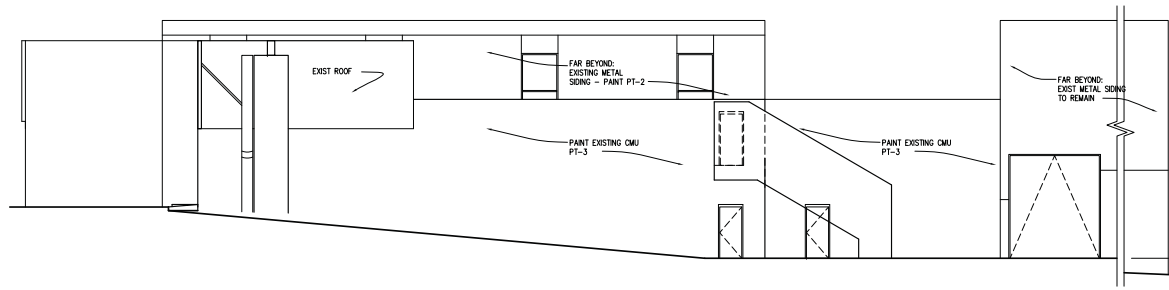 EXIST ROOF
FAR BEYOND:
EXISTING METAL
SIDING - PAINT PT-2
FAR BEYOND:
EXIST METAL SIDING
TO REMAIN
PAINT EXISTING CMU
PT-3
PAINT EXISTING CMU
PT-3